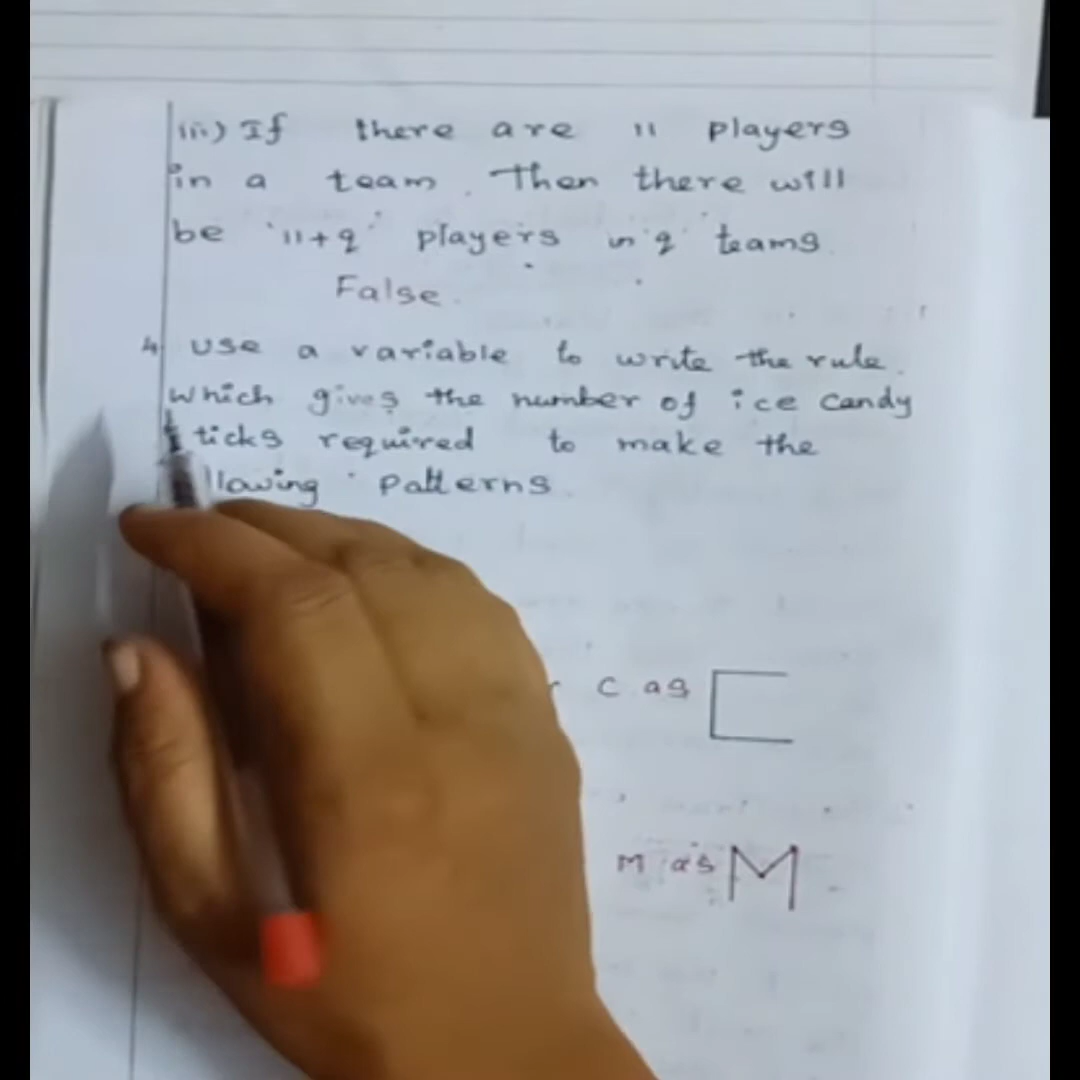 iii) If there are 11 players
in a team. Then there will
be '11+q' players in 'q' teams.
False.
4 Use a variable to write the rule.
which gives the number of ice candy
ticks required to make the
llowing patterns.
C as
M as M